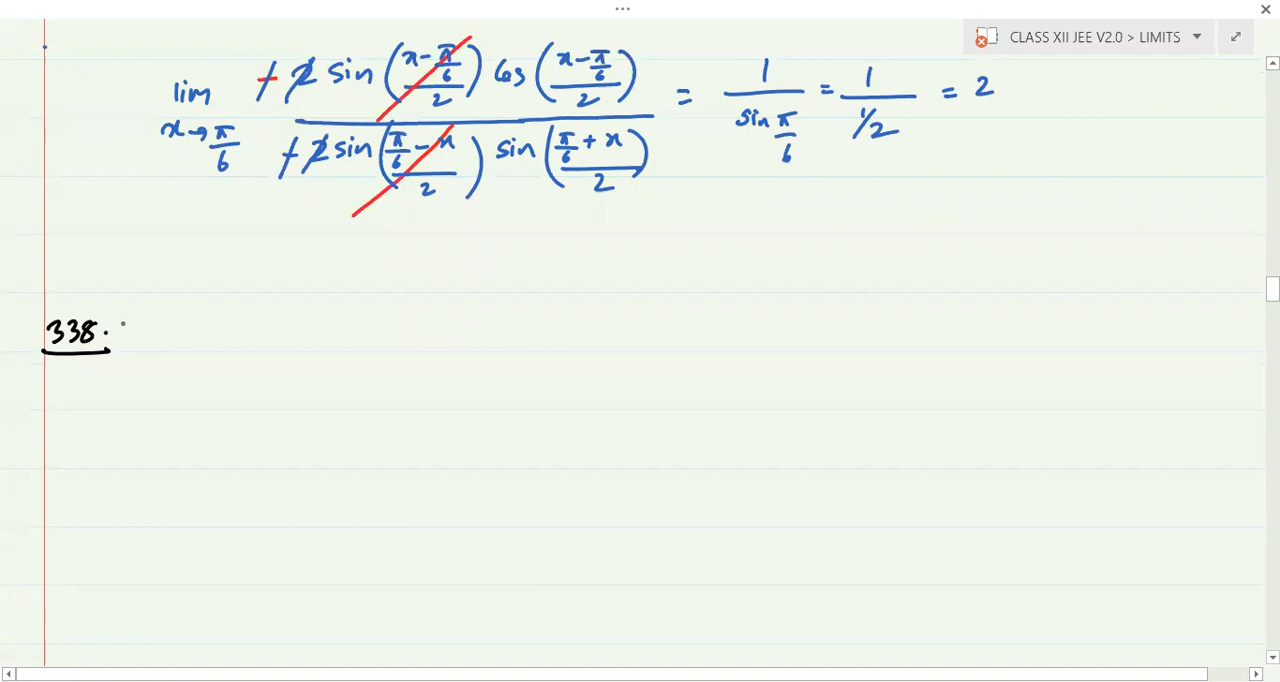 CLASS XII JEE V2.0 > LIMITS
lim x→π/6 (+ 2 sin((x-π/6)/2) cos((x-π/6)/2)) / (+ 2 sin((π/6-x)/2) sin((π/6+x)/2)) = 1/(sin π/6) = 1/(1/2) = 2
338.